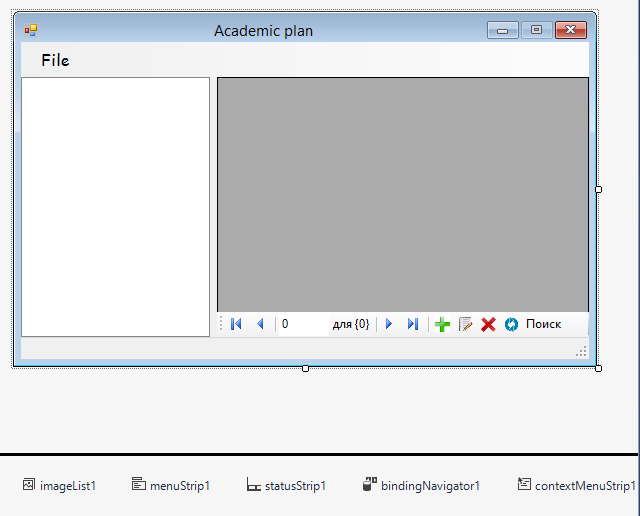 Academic plan
File
0 для {0} Поиск
imageList1 menuStrip1 statusStrip1 bindingNavigator1 contextMenuStrip1